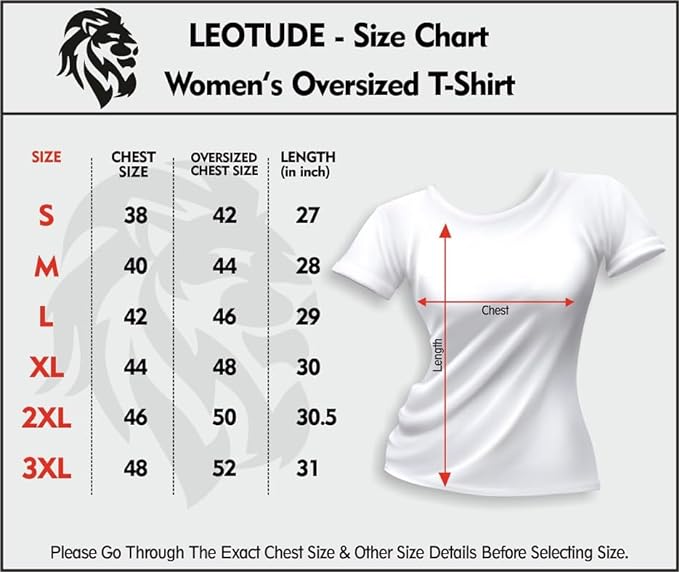 LEOTUDE - Size Chart
Women's Oversized T-Shirt
SIZE CHEST SIZE OVERSIZED CHEST SIZE LENGTH (in inch)
S 38 42 27
M 40 44 28
L 42 46 29
XL 44 48 30
2XL 46 50 30.5
3XL 48 52 31
Chest
Length
Please Go Through The Exact Chest Size & Other Size Details Before Selecting Size.